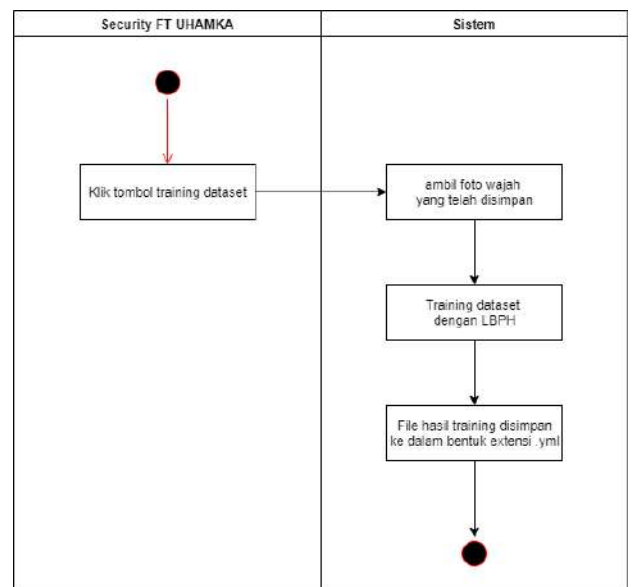 Security FT UHAMKA
Sistem
Klik tombol training dataset
ambil foto wajah
yang telah disimpan
Training dataset
dengan LBPH
File hasil training disimpan
ke dalam bentuk extensi .yml